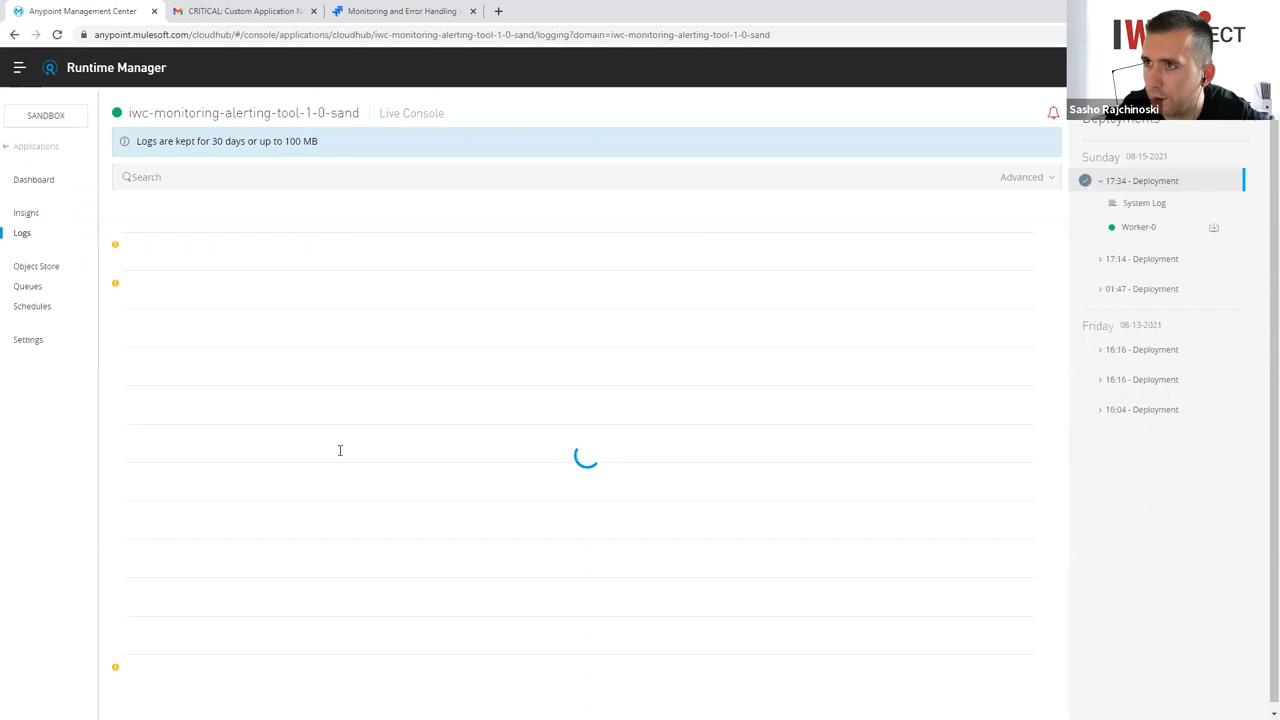 Anypoint Management Center
CRITICAL: Custom Application N
Monitoring and Error Handling -
anypoint.mulesoft.com/cloudhub/#/console/applications/cloudhub/iwc-monitoring-alerting-tool-1-0-sand/logging?domain=iwc-monitoring-alerting-tool-1-0-sand
Runtime Manager
IW ECT
Sasho Rajchinoski
SANDBOX
Applications
Dashboard
Insight
Logs
Object Store
Queues
Schedules
Settings
iwc-monitoring-alerting-tool-1-0-sand
Live Console
Logs are kept for 30 days or up to 100 MB
Search
Advanced
Deployments
Sunday 08-15-2021
17:34 - Deployment
System Log
Worker-0
17:14 - Deployment
01:47 - Deployment
Friday 08-13-2021
16:16 - Deployment
16:16 - Deployment
16:04 - Deployment